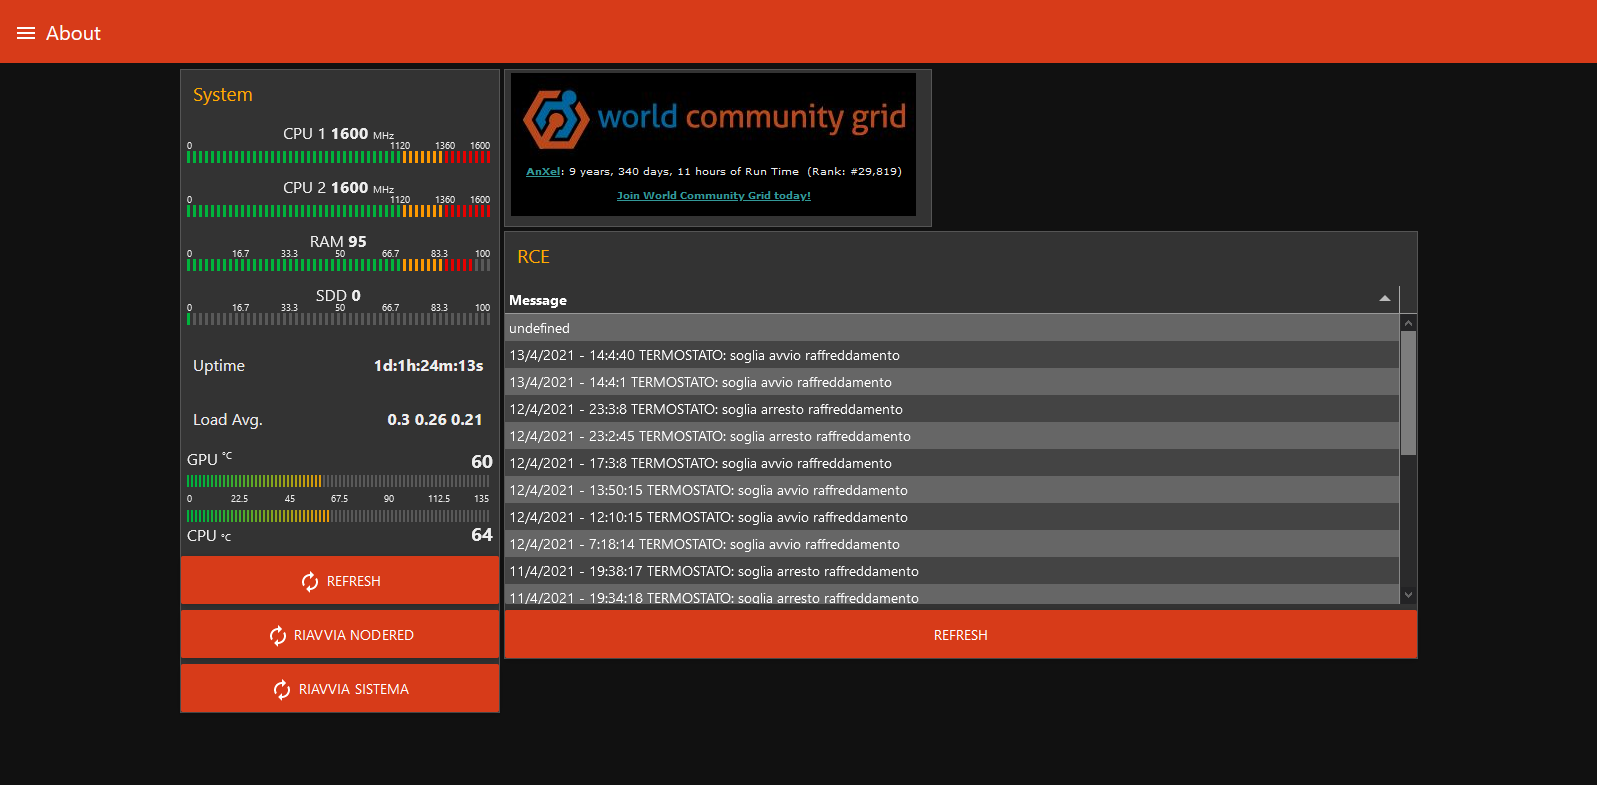 About
System
CPU 1 1600 MHz
0 1120 1360 1600
CPU 2 1600 MHz
0 1120 1360 1600
RAM 95
0 16.7 33.3 50 66.7 83.3 100
SDD 0
0 16.7 33.3 50 66.7 83.3 100
Uptime 1d:1h:24m:13s
Load Avg. 0.3 0.26 0.21
GPU °C 60
0 22.5 45 67.5 90 112.5 135
CPU °C 64
REFRESH
RIAVVIA NODERED
RIAVVIA SISTEMA
world community grid
AnXel: 9 years, 340 days, 11 hours of Run Time (Rank: #29,819)
Join World Community Grid today!
RCE
Message
undefined
13/4/2021 - 14:4:40 TERMOSTATO: soglia avvio raffreddamento
13/4/2021 - 14:4:1 TERMOSTATO: soglia avvio raffreddamento
12/4/2021 - 23:3:8 TERMOSTATO: soglia arresto raffreddamento
12/4/2021 - 23:2:45 TERMOSTATO: soglia arresto raffreddamento
12/4/2021 - 17:3:8 TERMOSTATO: soglia avvio raffreddamento
12/4/2021 - 13:50:15 TERMOSTATO: soglia avvio raffreddamento
12/4/2021 - 12:10:15 TERMOSTATO: soglia avvio raffreddamento
12/4/2021 - 7:18:14 TERMOSTATO: soglia avvio raffreddamento
11/4/2021 - 19:38:17 TERMOSTATO: soglia arresto raffreddamento
11/4/2021 - 19:34:18 TERMOSTATO: soglia arresto raffreddamento
REFRESH